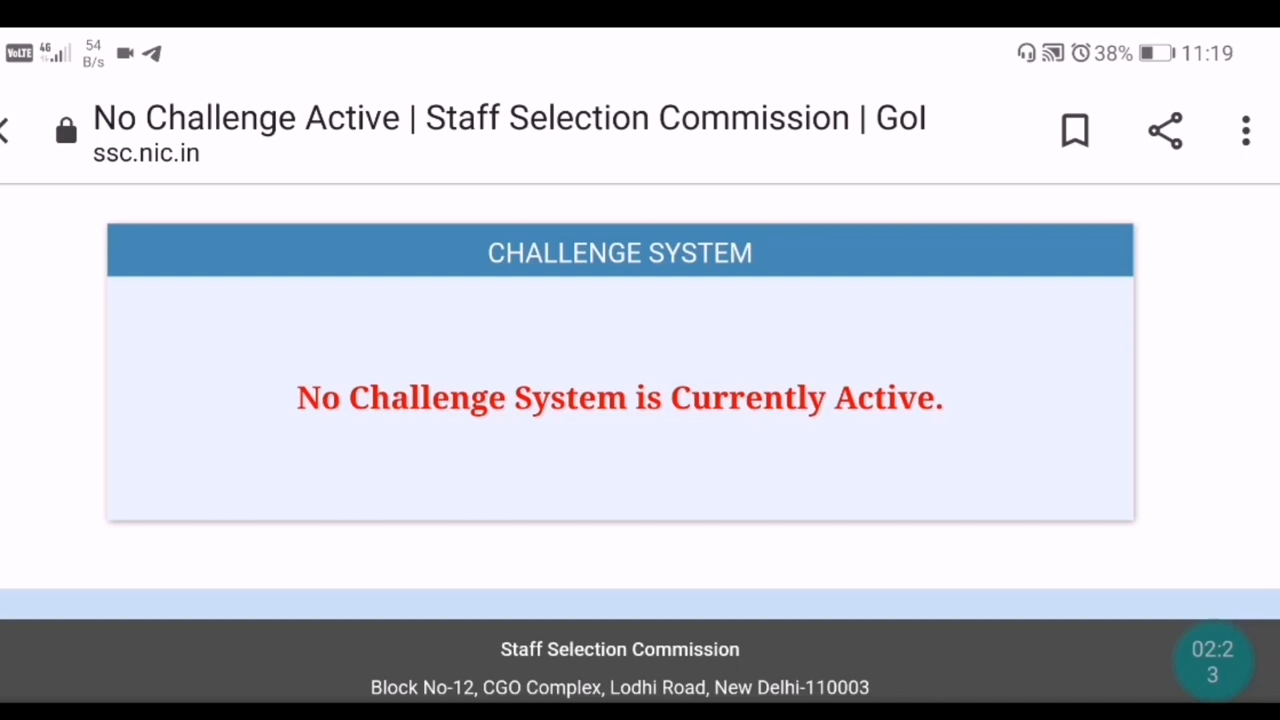 VoLTE 4G 54 B/s 38% 11:19
No Challenge Active | Staff Selection Commission | GoI
ssc.nic.in
CHALLENGE SYSTEM
No Challenge System is Currently Active.
Staff Selection Commission
Block No-12, CGO Complex, Lodhi Road, New Delhi-110003
02:2
3